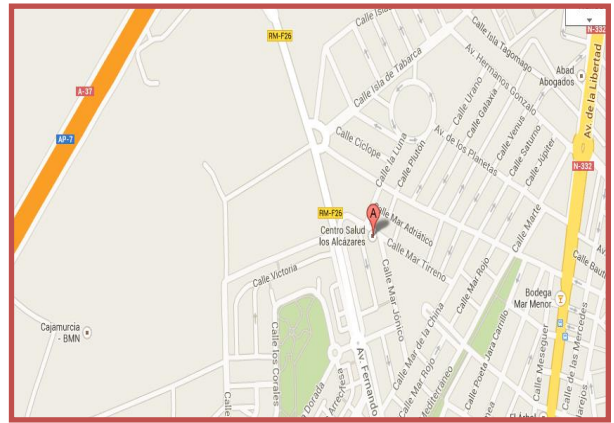 Calle Isla
RM-F26
Calle Isla de Tabarca
Calle Isla Tagomago
N-332
Av. Hermanos Gonzalo
Abad
Abogados
Av. de la Libertad
A-37
AP-7
Calle Urano
Calle Galaxia
Calle Venus
Calle Saturno
Calle Júpiter
Calle Ciclope
Calle la Luna
Calle Plutón
Av. de los Planetas
N-332
RM-F26
A
Calle Mar Adriático
Centro Salud
los Alcázares
Calle Mar Tirreno
Calle Marte
Av
Calle Baut
Calle Victoria
Calle Mar Jónico
Calle Mar Rojo
Bodega
Mar Menor
Cajamurcia
- BMN
Calle los Corales
Calle Mar de la China
Calle Mar Rojo
Calle Poeta Jara Carrillo
Calle Meseguer
Calle de las Mercedes
Av. Fernando
Calle
Dorada
Mediterráneo
El Árbol